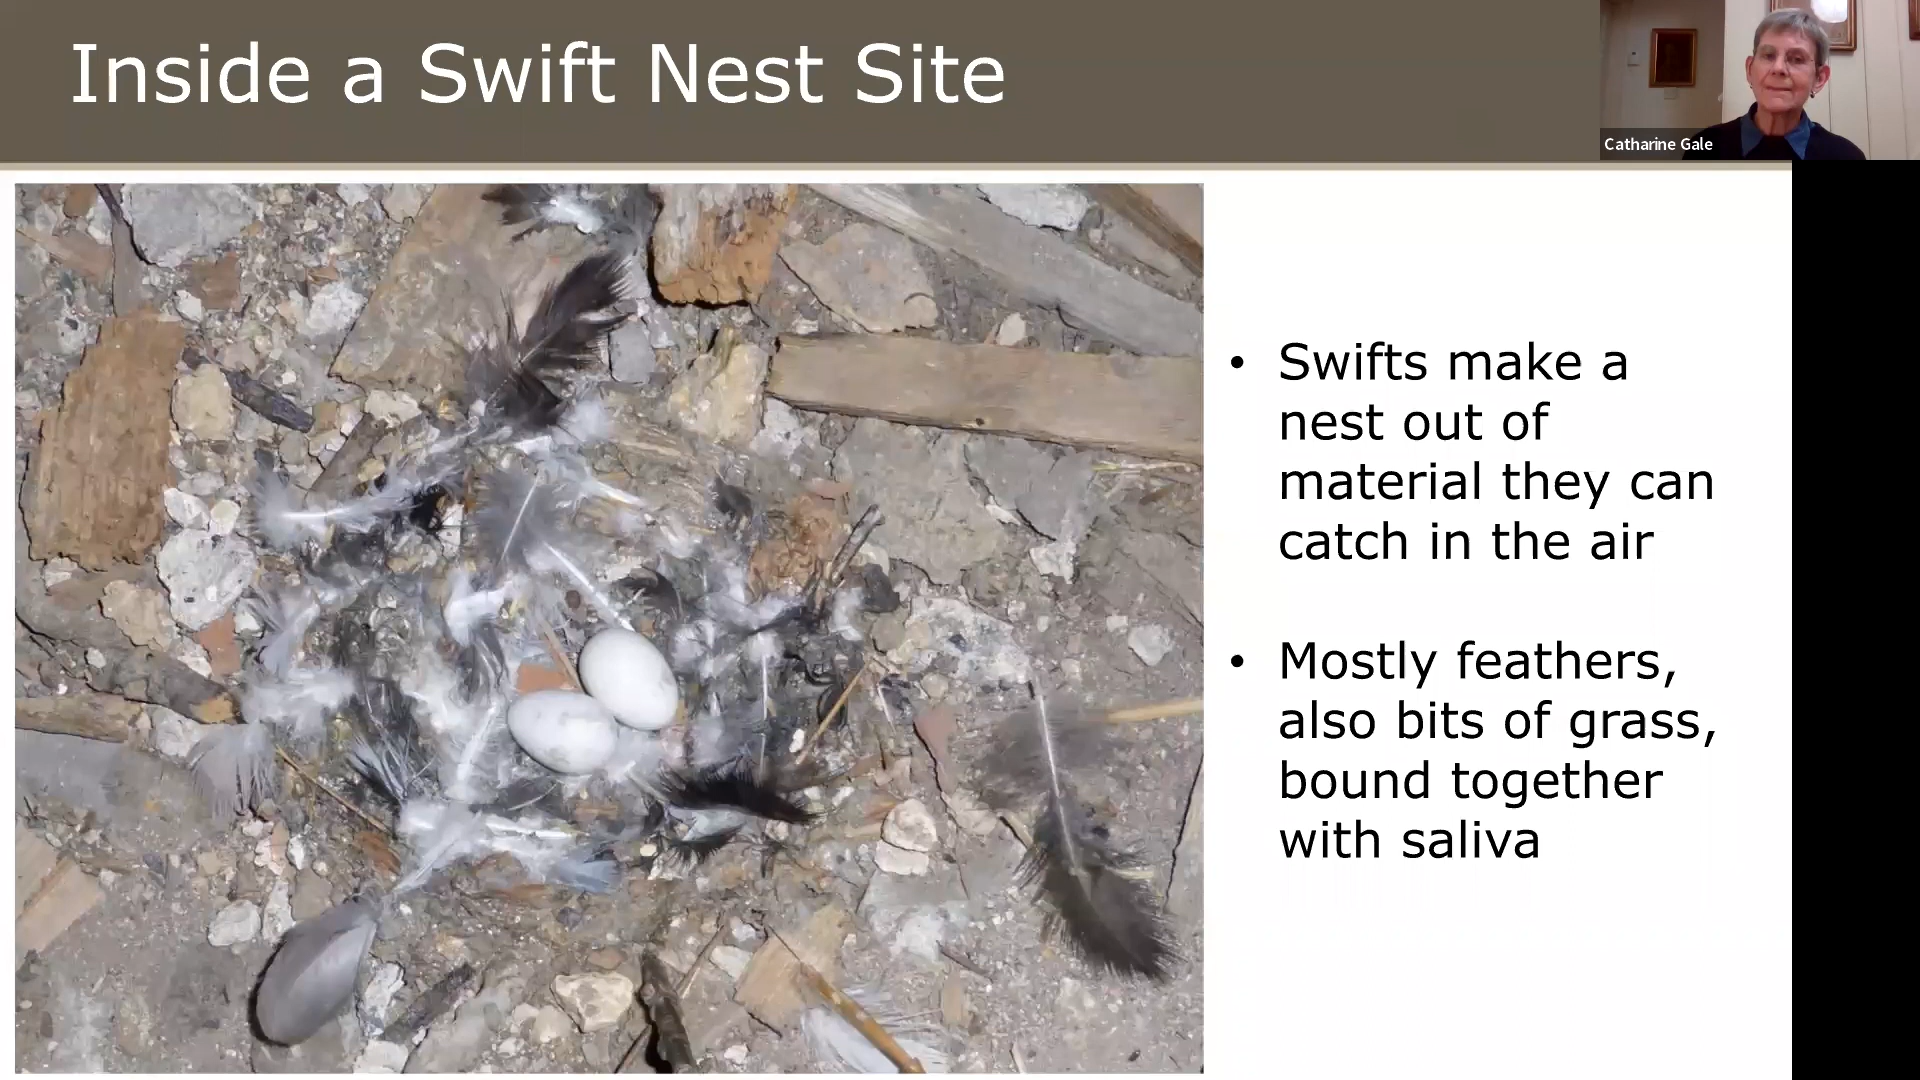 Inside a Swift Nest Site
Catharine Gale
• Swifts make a
nest out of
material they can
catch in the air
• Mostly feathers,
also bits of grass,
bound together
with saliva